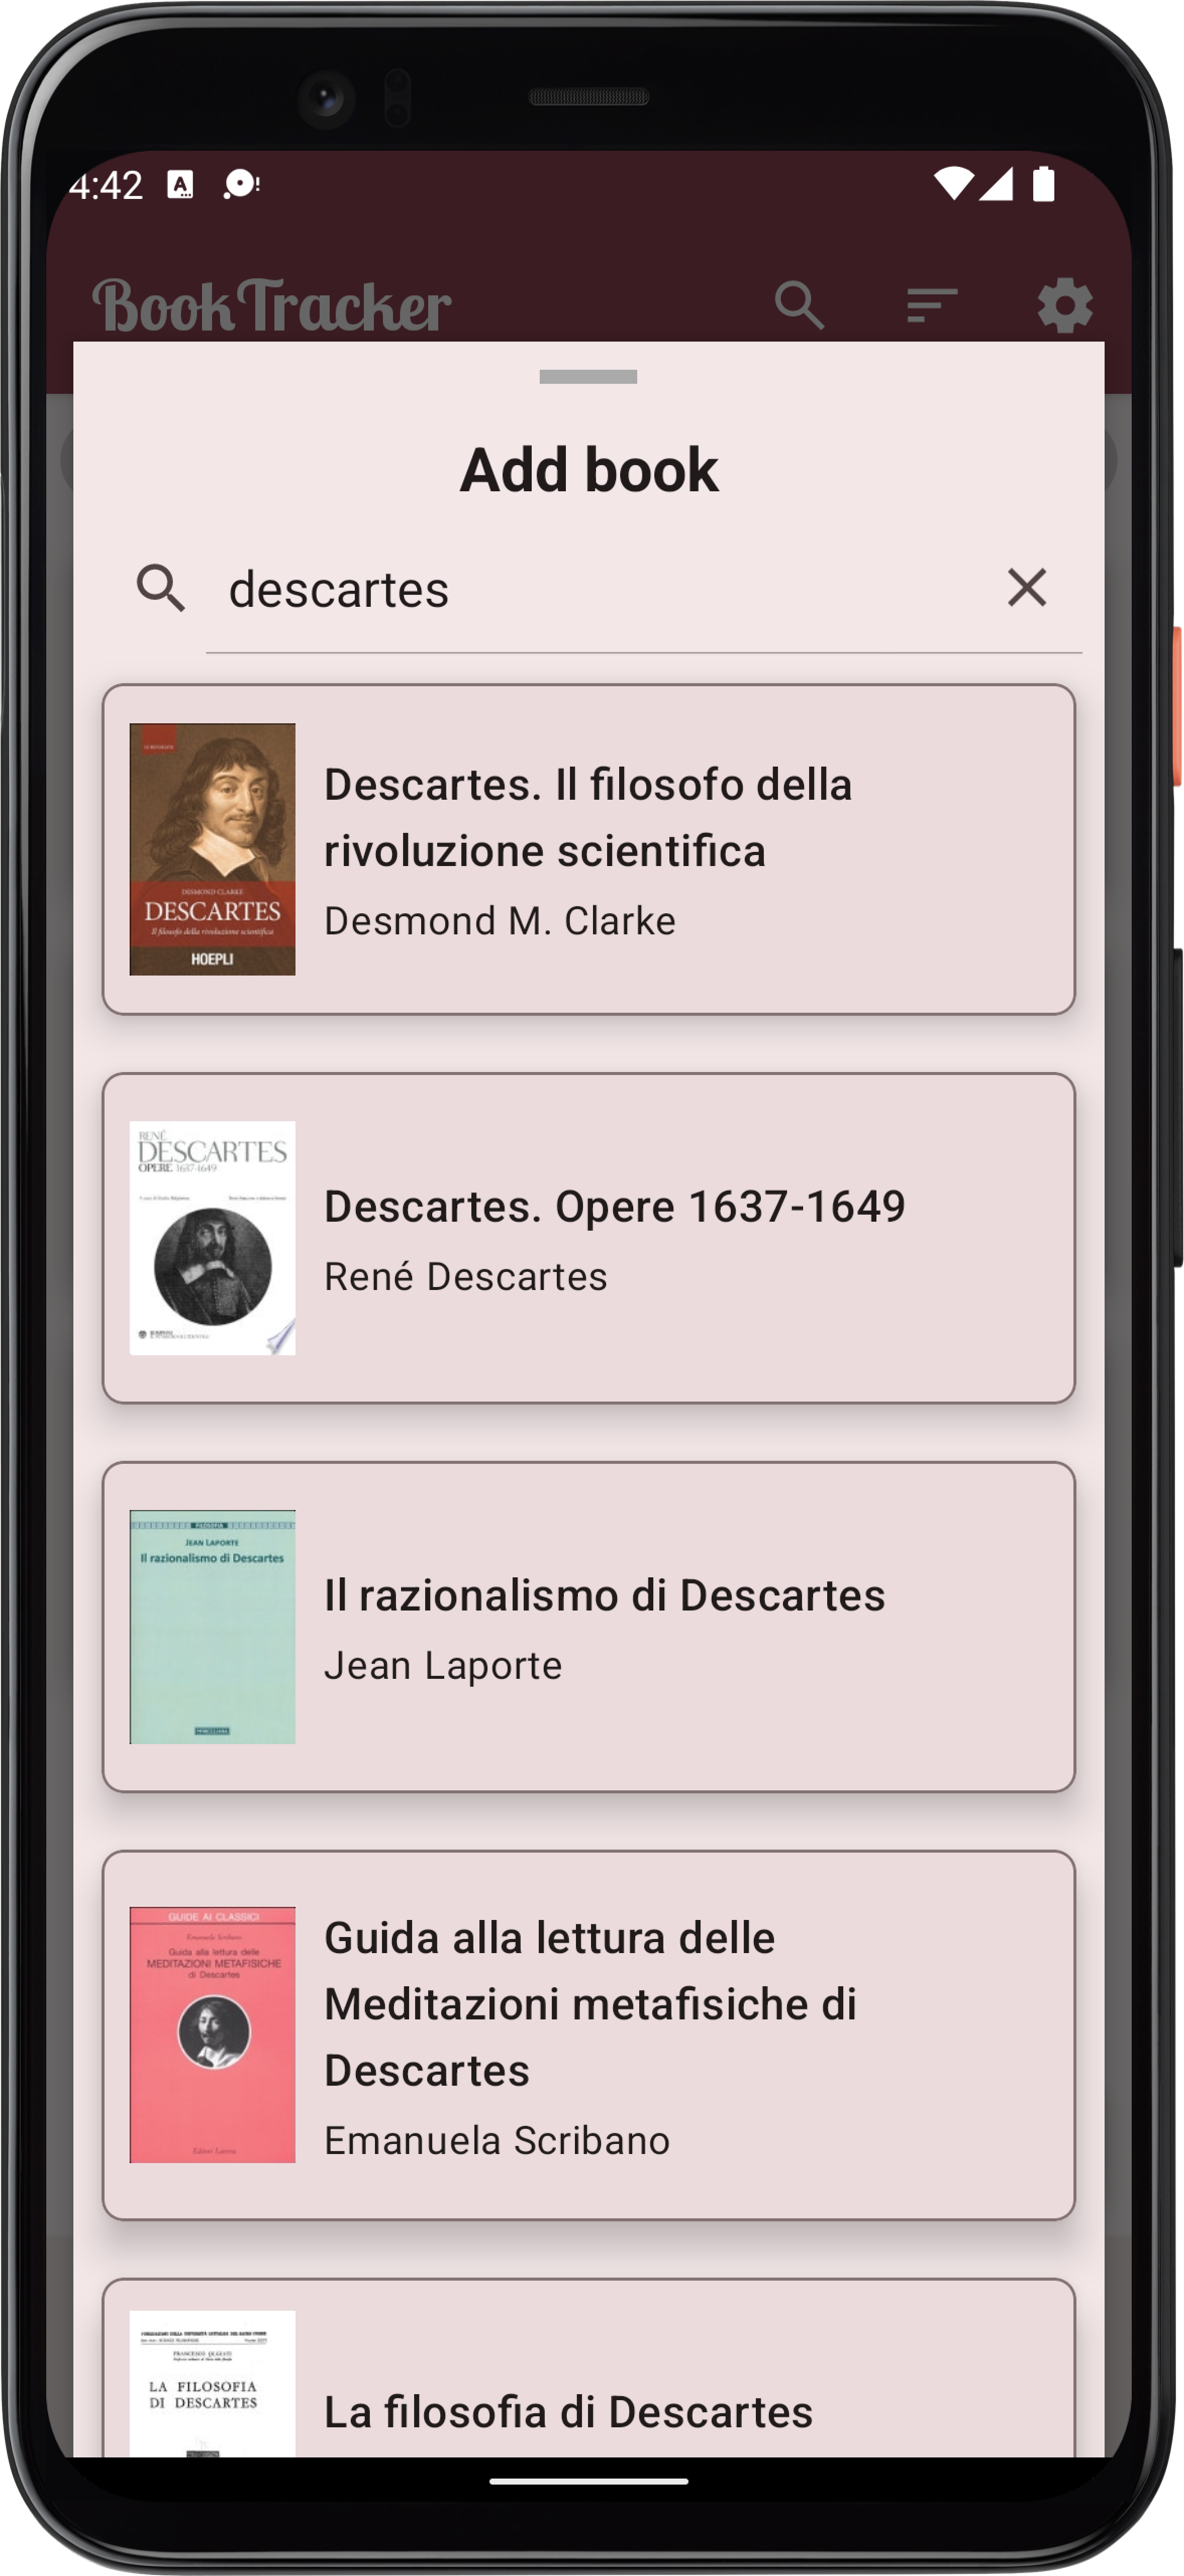 4:42
BookTracker
Add book
descartes
DESMOND CLARKE
DESCARTES
Il filosofo della rivoluzione scientifica
HOEPLI
Descartes. Il filosofo della
rivoluzione scientifica
Desmond M. Clarke
RENÉ
DESCARTES
OPERE 1637-1649
Descartes. Opere 1637-1649
René Descartes
FILOSOFIA
JEAN LAPORTE
Il razionalismo di Descartes
Il razionalismo di Descartes
Jean Laporte
GUIDE AI CLASSICI
Emanuela Scribano
Guida alla lettura delle
MEDITAZIONI METAFISICHE
di Descartes
Editori Laterza
Guida alla lettura delle
Meditazioni metafisiche di
Descartes
Emanuela Scribano
FRANCESCO OLGIATI
LA FILOSOFIA
DI DESCARTES
La filosofia di Descartes